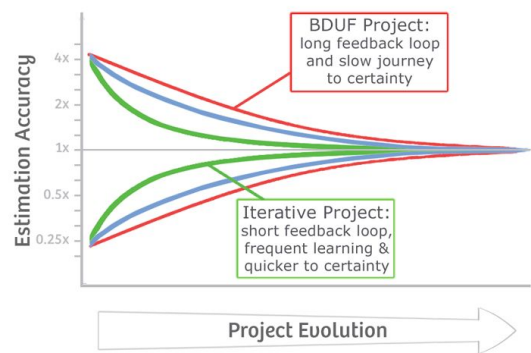 BDUF Project:
long feedback loop
and slow journey
to certainty
Estimation Accuracy
4x
2x
1x
0.5x
0.25x
Iterative Project:
short feedback loop,
frequent learning &
quicker to certainty
Project Evolution